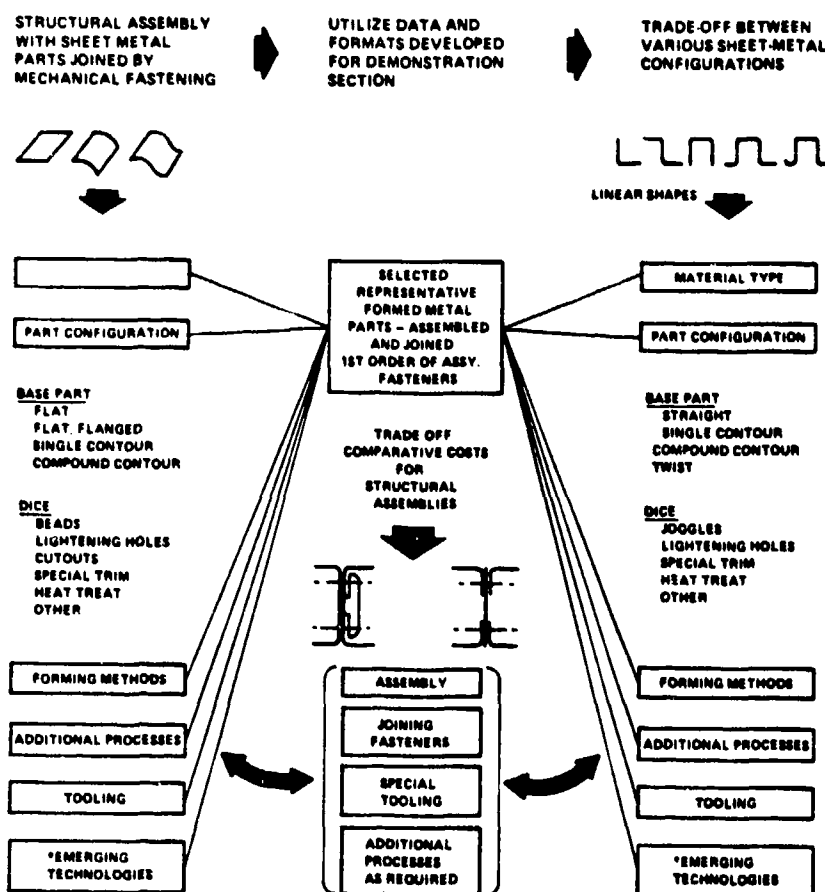 STRUCTURAL ASSEMBLY
WITH SHEET METAL
PARTS JOINED BY
MECHANICAL FASTENING
UTILIZE DATA AND
FORMATS DEVELOPED
FOR DEMONSTRATION
SECTION
TRADE-OFF BETWEEN
VARIOUS SHEET-METAL
CONFIGURATIONS
LINEAR SHAPES
PART CONFIGURATION
BASE PART
FLAT
FLAT, FLANGED
SINGLE CONTOUR
COMPOUND CONTOUR
DICE
BEADS
LIGHTENING HOLES
CUTOUTS
SPECIAL TRIM
HEAT TREAT
OTHER
FORMING METHODS
ADDITIONAL PROCESSES
TOOLING
*EMERGING
TECHNOLOGIES
SELECTED
REPRESENTATIVE
FORMED METAL
PARTS – ASSEMBLED
AND JOINED
1ST ORDER OF ASSY.
FASTENERS
TRADE OFF
COMPARATIVE COSTS
FOR
STRUCTURAL
ASSEMBLIES
ASSEMBLY
JOINING
FASTENERS
SPECIAL
TOOLING
ADDITIONAL
PROCESSES
AS REQUIRED
MATERIAL TYPE
PART CONFIGURATION
BASE PART
STRAIGHT
SINGLE CONTOUR
COMPOUND CONTOUR
TWIST
DICE
JOGGLES
LIGHTENING HOLES
SPECIAL TRIM
HEAT TREAT
OTHER
FORMING METHODS
ADDITIONAL PROCESSES
TOOLING
*EMERGING
TECHNOLOGIES